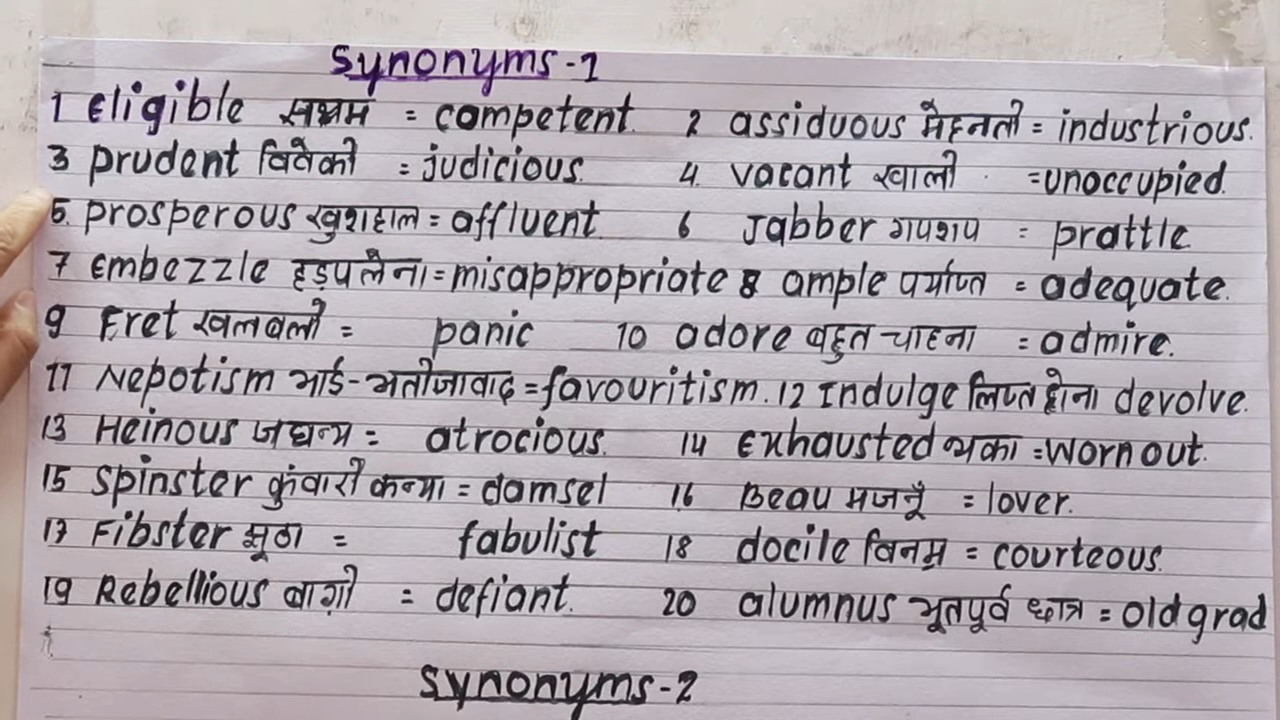 Synonyms-1
1 Eligible सक्षम = competent. 2 assiduous मेहनती = industrious.
3 prudent विवेकी = judicious. 4. vacant खाली = unoccupied.
5. prosperous खुशहाल = affluent. 6 Jabber गपशप = prattle.
7 Embezzle हड़पलेना = misappropriate 8 ample पर्याप्त = adequate.
9 Fret खलबली = panic 10 adore बहुत चाहना = admire.
11 Nepotism भाई-भतीजावाद = favouritism. 12 Indulge लिप्त होना devolve.
13 Heinous जघन्य = atrocious. 14 Exhausted थका = Worn out.
15 Spinster कुंवारी कन्या = damsel 16 Beau मजनूँ = lover.
17 Fibster झूठा = fabulist 18 docile विनम्र = courteous.
19 Rebellious बाग़ी = defiant. 20 alumnus भूतपूर्व छात्र = old grad
Synonyms-2